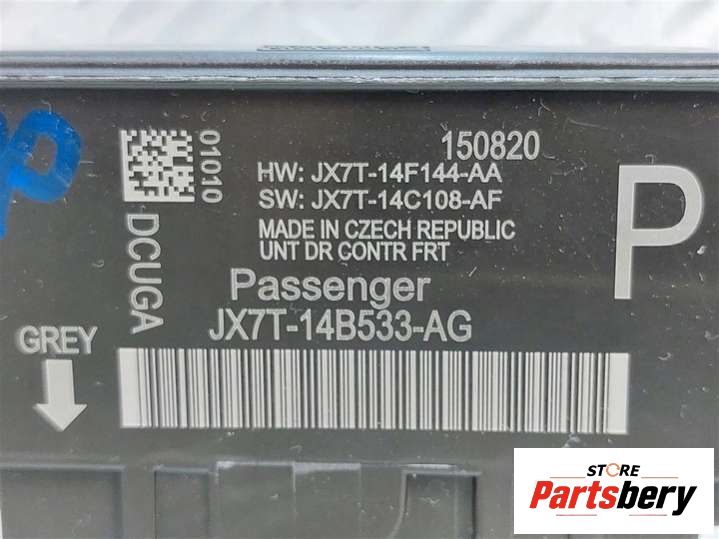 150820
01010
HW: JX7T-14F144-AA
SW: JX7T-14C108-AF
MADE IN CZECH REPUBLIC
UNT DR CONTR FRT
P
DCUGA
Passenger
JX7T-14B533-AG
GREY
STORE
Partsbery